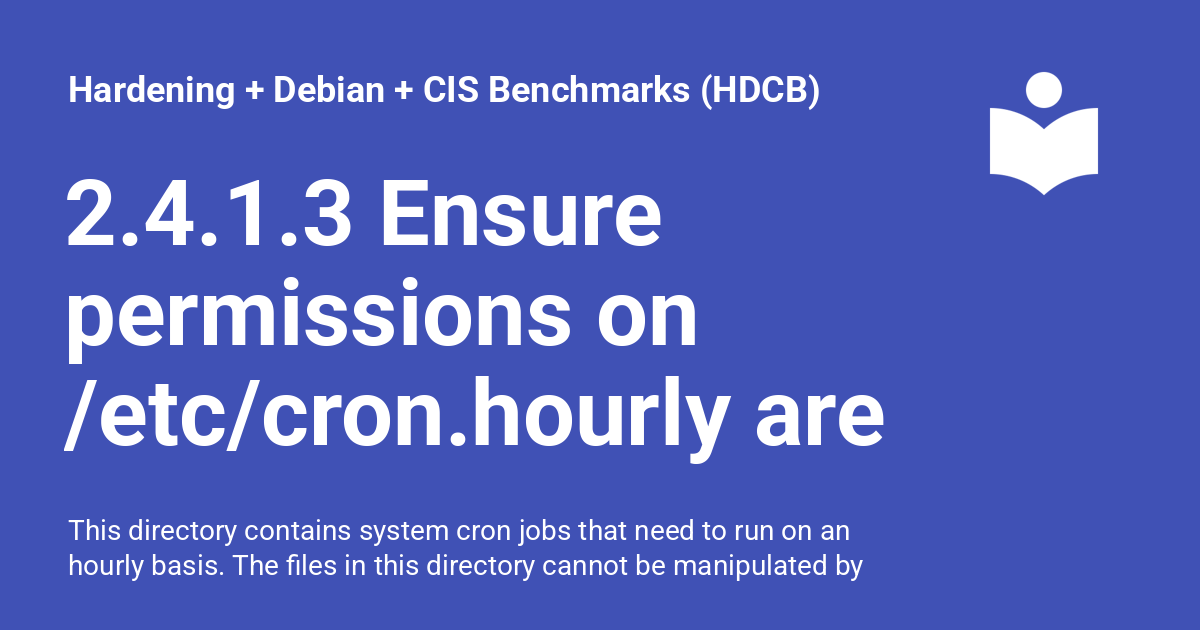 Hardening + Debian + CIS Benchmarks (HDCB)
2.4.1.3 Ensure
permissions on
/etc/cron.hourly are
This directory contains system cron jobs that need to run on an
hourly basis. The files in this directory cannot be manipulated by